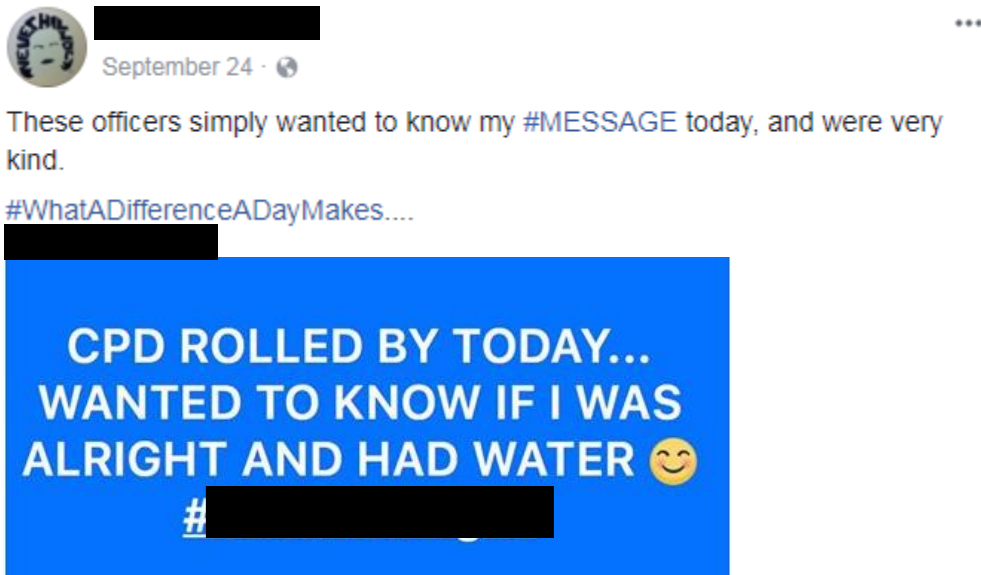 September 24 ·
These officers simply wanted to know my #MESSAGE today, and were very
kind.
#WhatADifferenceADayMakes....
CPD ROLLED BY TODAY...
WANTED TO KNOW IF I WAS
ALRIGHT AND HAD WATER 😊
#